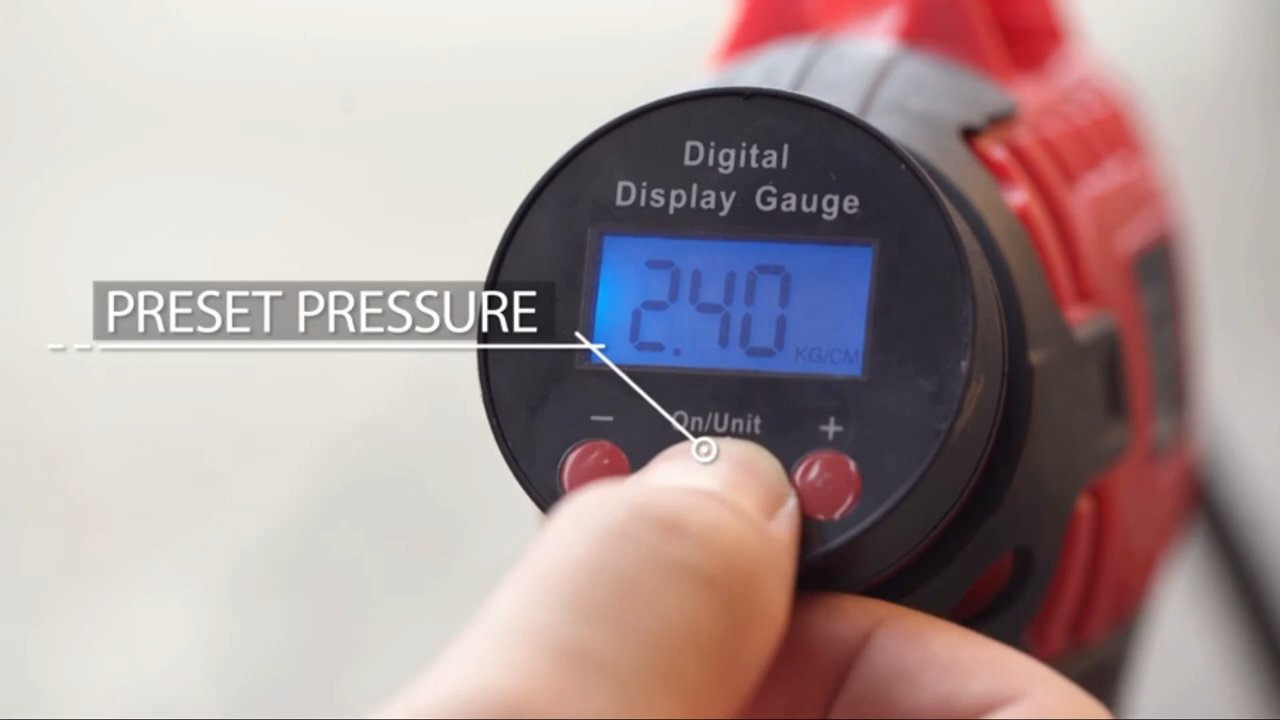 Digital
Display Gauge
PRESET PRESSURE
2.40
KG/CM
− On/Unit +